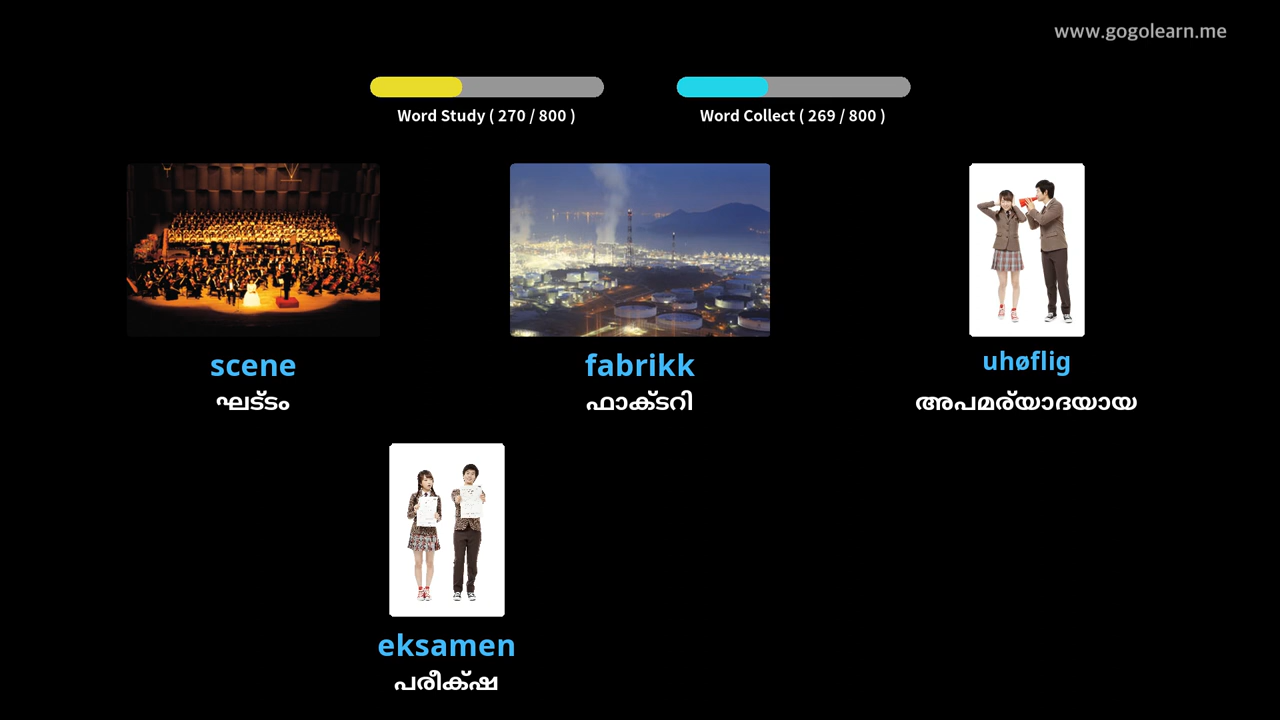 www.gogolearn.me
Word Study ( 270 / 800 )
Word Collect ( 269 / 800 )
scene
ഘട്ടം
fabrikk
ഫാക്ടറി
uhøflig
അപമര്യാദയായ
eksamen
പരീക്ഷ